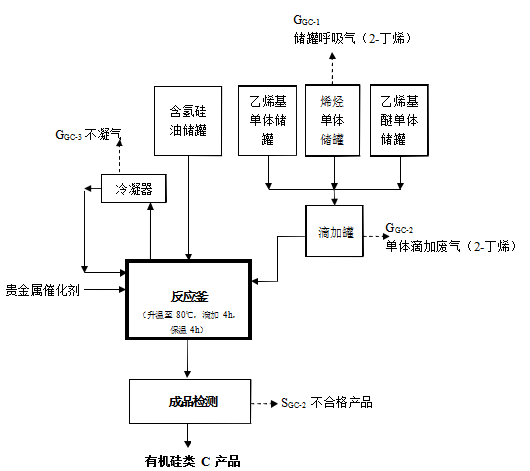 G_GC-1
储罐呼吸气（2-丁烯）
含氢硅
油储罐
乙烯基
单体储
罐
烯烃
单体
储罐
乙烯基
醚单体
储罐
G_GC-3 不凝气
冷凝器
滴加罐
G_GC-2
单体滴加废气（2-丁烯）
贵金属催化剂
反应釜
（升温至 80℃，滴加 4h，
保温 4h）
成品检测
S_GC-2 不合格产品
有机硅类 C 产品